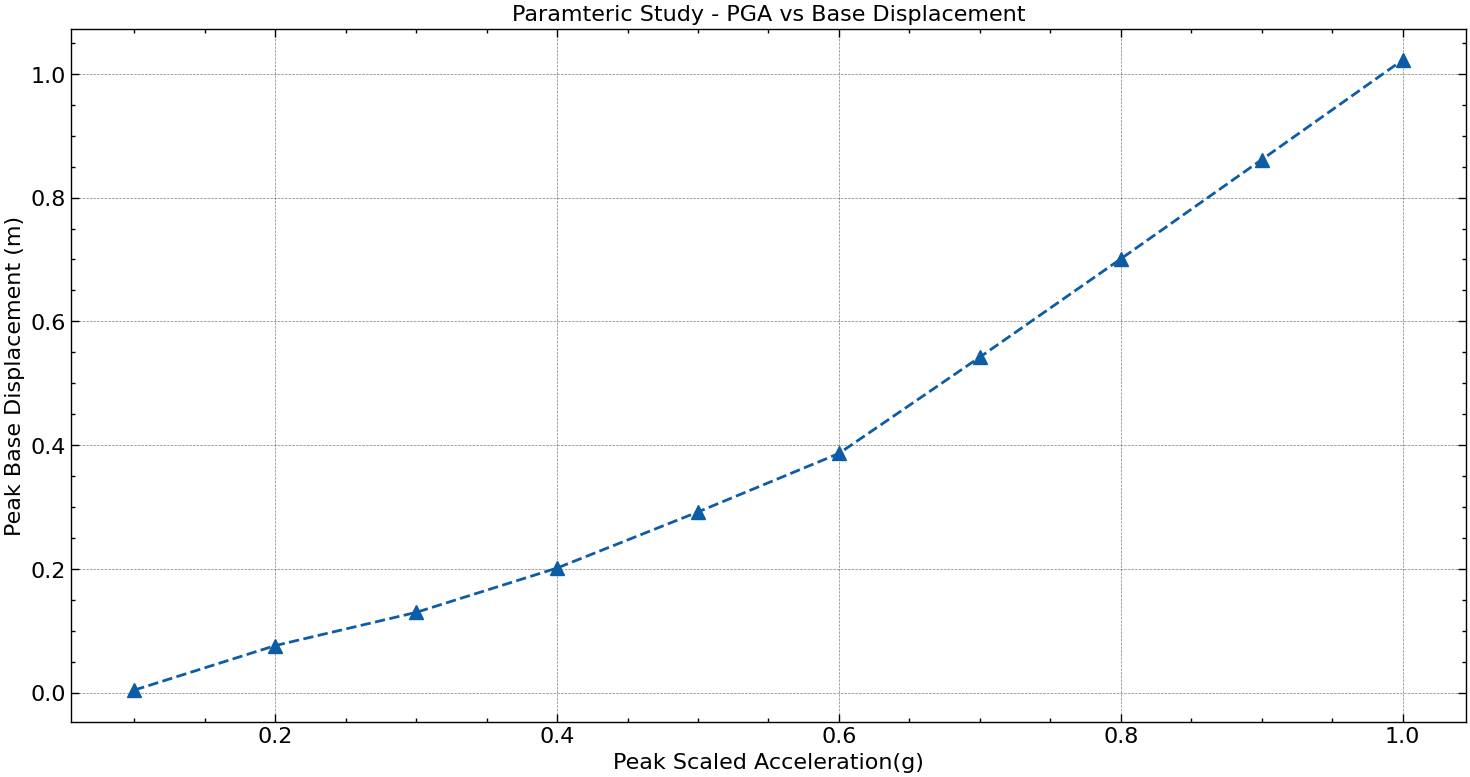 Paramteric Study - PGA vs Base Displacement
Peak Base Displacement (m)
1.0
0.8
0.6
0.4
0.2
0.0
0.2 0.4 0.6 0.8 1.0
Peak Scaled Acceleration(g)